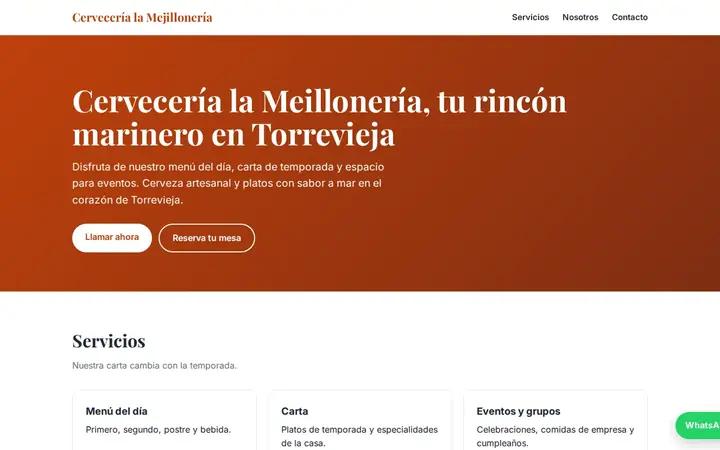 Cervecería la Mejillonería
Servicios Nosotros Contacto
Cervecería la Meillonería, tu rincón
marinero en Torrevieja
Disfruta de nuestro menú del día, carta de temporada y espacio
para eventos. Cerveza artesanal y platos con sabor a mar en el
corazón de Torrevieja.
Llamar ahora Reserva tu mesa
Servicios
Nuestra carta cambia con la temporada.
Menú del día
Primero, segundo, postre y bebida.
Carta
Platos de temporada y especialidades
de la casa.
Eventos y grupos
Celebraciones, comidas de empresa y
cumpleaños.
WhatsA